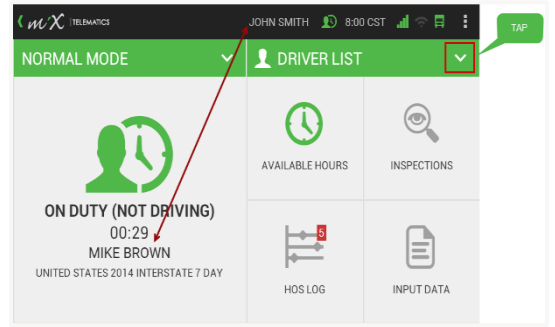 miX TELEMATICS JOHN SMITH 8:00 CST
TAP
NORMAL MODE DRIVER LIST
AVAILABLE HOURS INSPECTIONS
ON DUTY (NOT DRIVING)
00:29
MIKE BROWN
UNITED STATES 2014 INTERSTATE 7 DAY
5
HOS LOG INPUT DATA